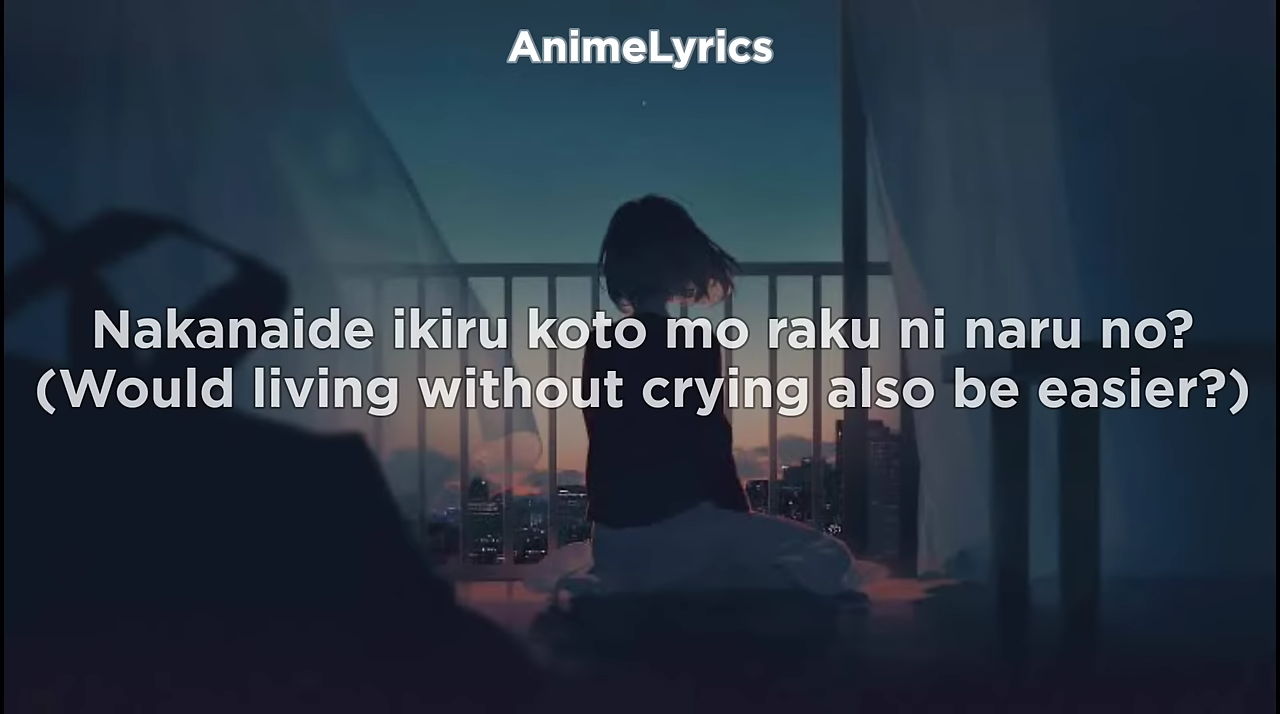 AnimeLyrics
Nakanaide ikiru koto mo raku ni naru no?
(Would living without crying also be easier?)